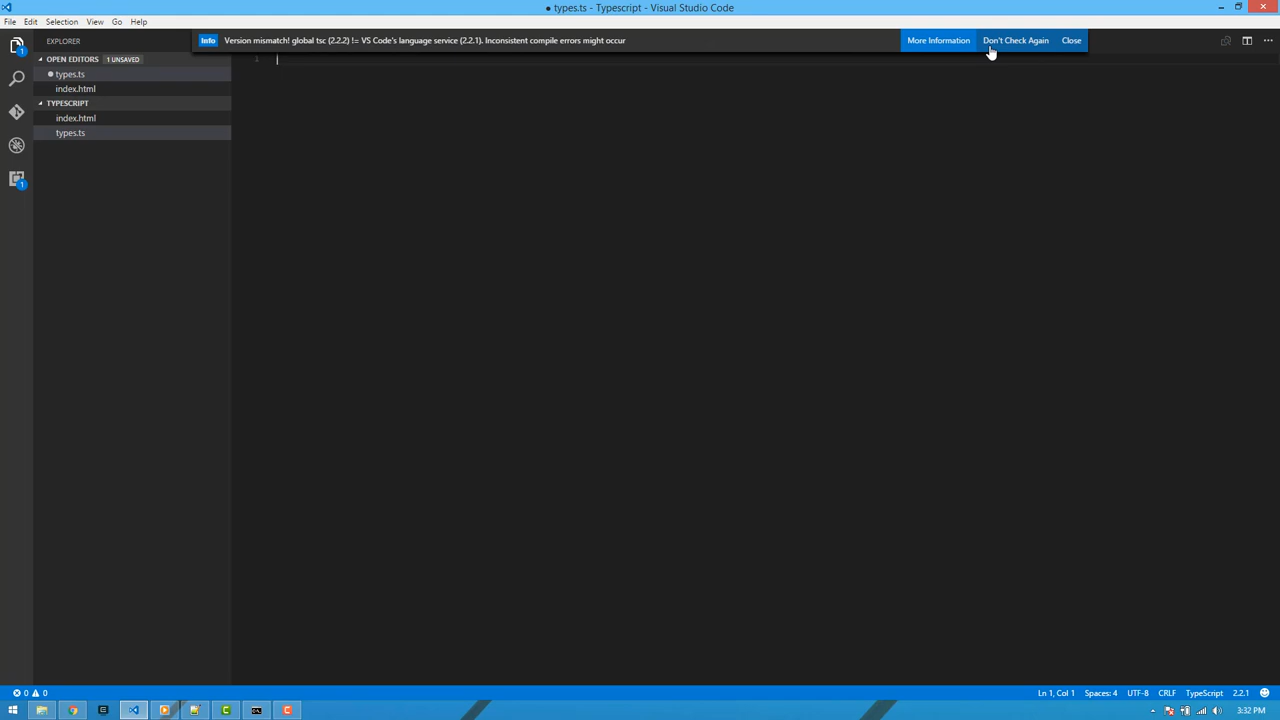 ● types.ts - Typescript - Visual Studio Code
File Edit Selection View Go Help
EXPLORER
Info Version mismatch! global tsc (2.2.2) != VS Code's language service (2.2.1). Inconsistent compile errors might occur More Information Don't Check Again Close
OPEN EDITORS 1 UNSAVED
1
types.ts
index.html
TYPESCRIPT
index.html
types.ts
1
1
0 0 Ln 1, Col 1 Spaces: 4 UTF-8 CRLF TypeScript 2.2.1
3:32 PM